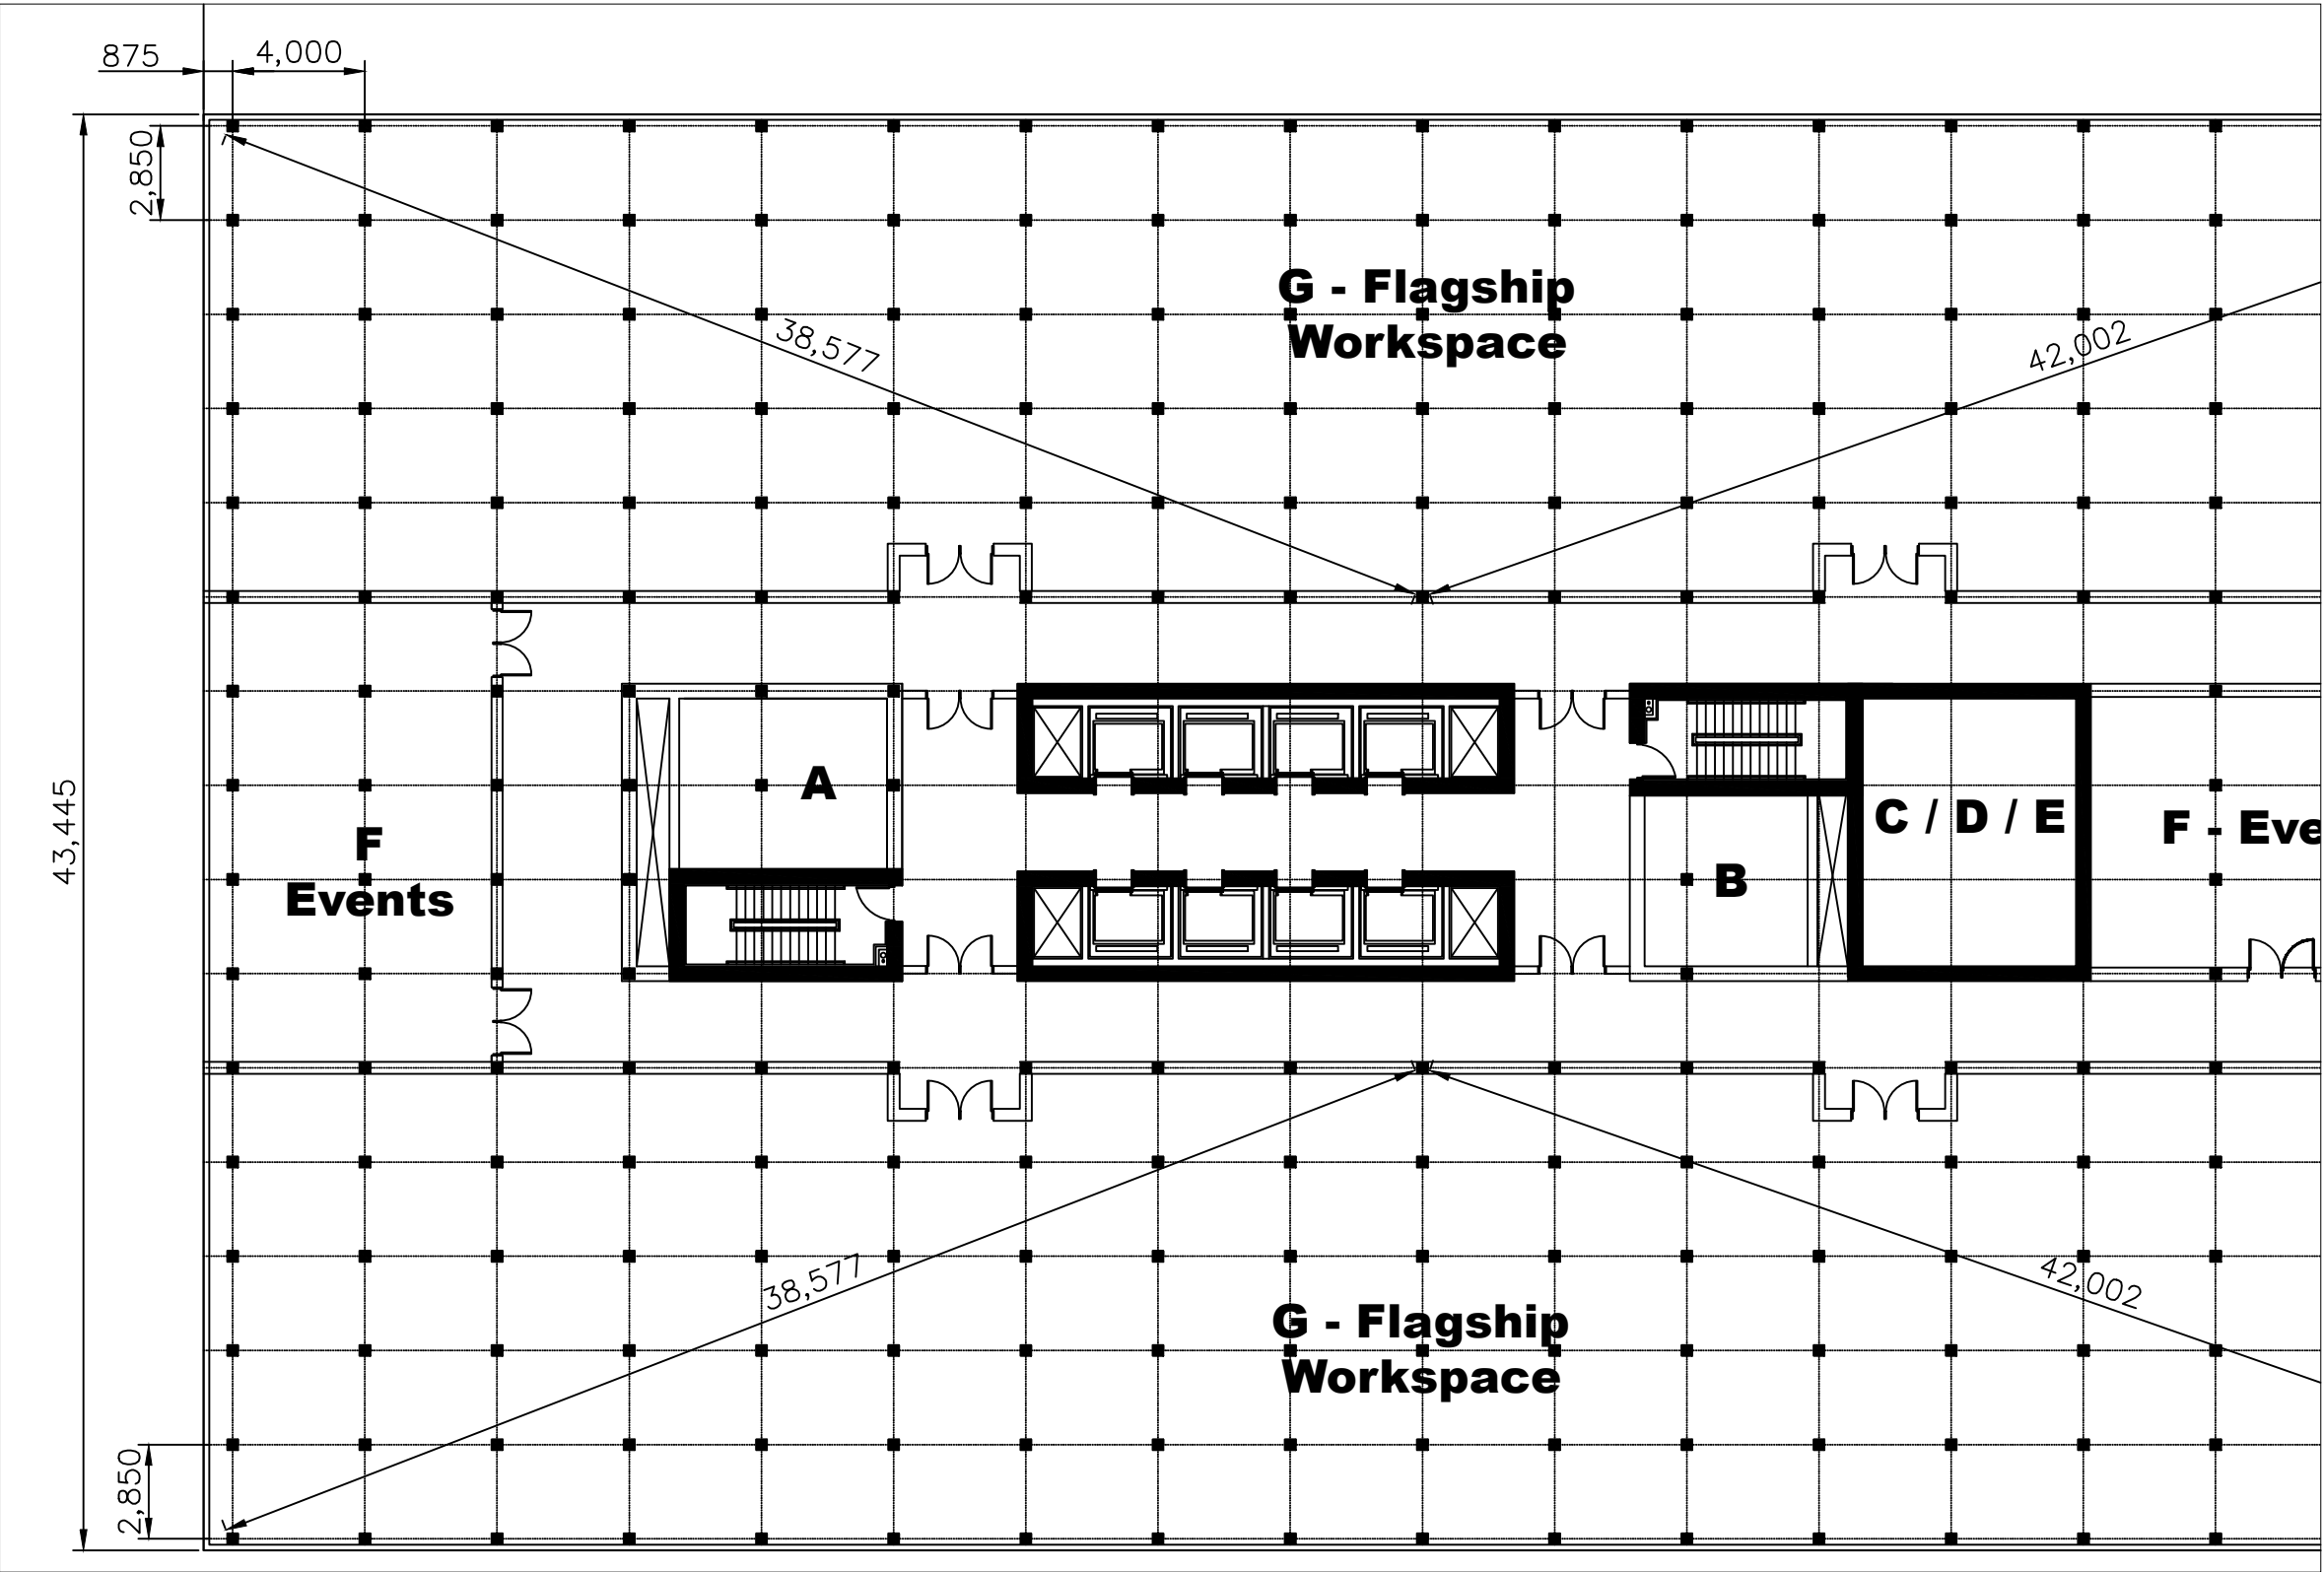 875
4,000
2,850
G - Flagship
Workspace
38,577
42,002
43,445
A
F
Events
B
C / D / E
F - Eve
38,577
42,002
G - Flagship
Workspace
2,850